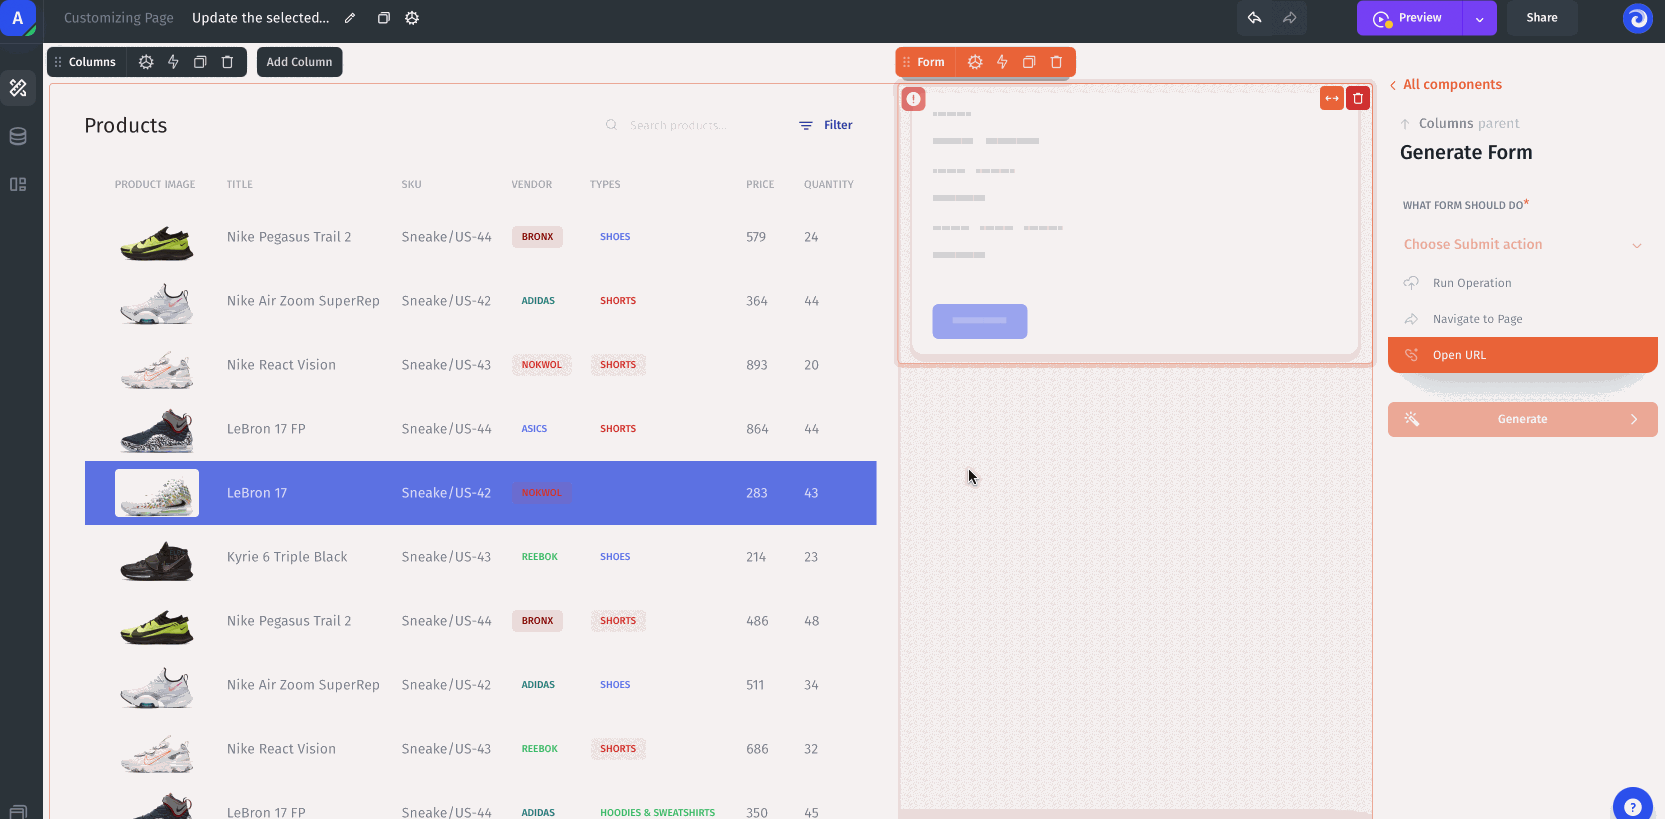 A Customizing Page Update the selected... Preview Share
Columns Add Column Form
All components
Columns parent
Generate Form
Products Search products... Filter
PRODUCT IMAGE TITLE SKU VENDOR TYPES PRICE QUANTITY
WHAT FORM SHOULD DO*
Nike Pegasus Trail 2 Sneake/US-44 BRONX SHOES 579 24
Choose Submit action
Run Operation
Nike Air Zoom SuperRep Sneake/US-42 ADIDAS SHORTS 364 44
Navigate to Page
Open URL
Nike React Vision Sneake/US-43 NOKWOL SHORTS 893 20
Generate
LeBron 17 FP Sneake/US-44 ASICS SHORTS 864 44
LeBron 17 Sneake/US-42 NOKWOL 283 43
Kyrie 6 Triple Black Sneake/US-43 REEBOK SHOES 214 23
Nike Pegasus Trail 2 Sneake/US-44 BRONX SHORTS 486 48
Nike Air Zoom SuperRep Sneake/US-42 ADIDAS SHOES 511 34
Nike React Vision Sneake/US-43 REEBOK SHORTS 686 32
LeBron 17 FP Sneake/US-44 ADIDAS HOODIES & SWEATSHIRTS 350 45